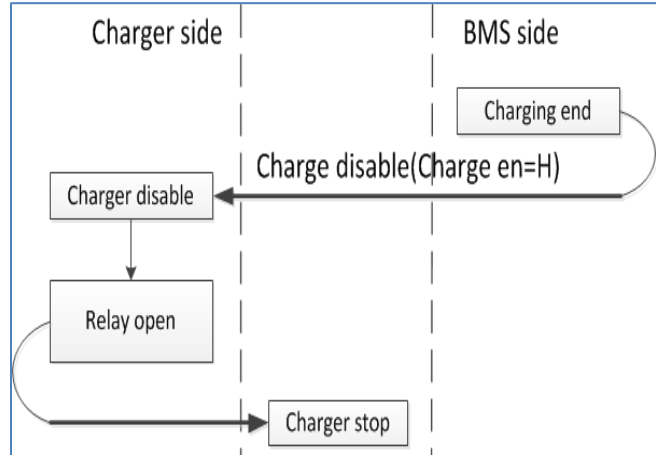 Charger side
BMS side
Charging end
Charge disable(Charge en=H)
Charger disable
Relay open
Charger stop